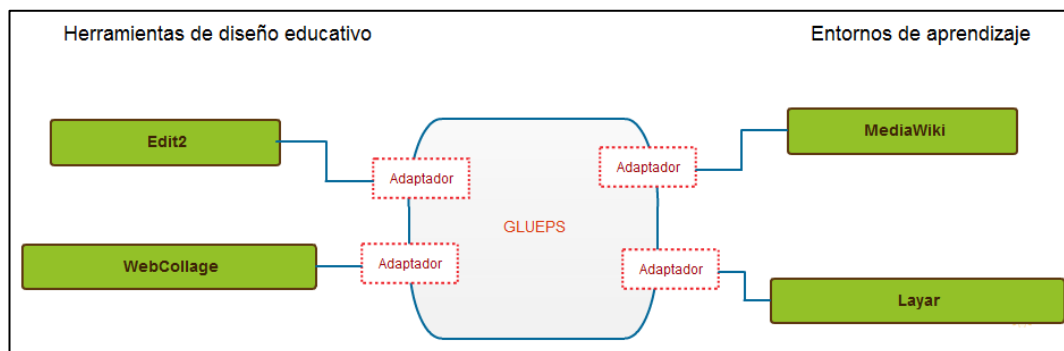 Herramientas de diseño educativo
Entornos de aprendizaje
Edit2
MediaWiki
Adaptador
Adaptador
GLUEPS
WebCollage
Adaptador
Adaptador
Layar